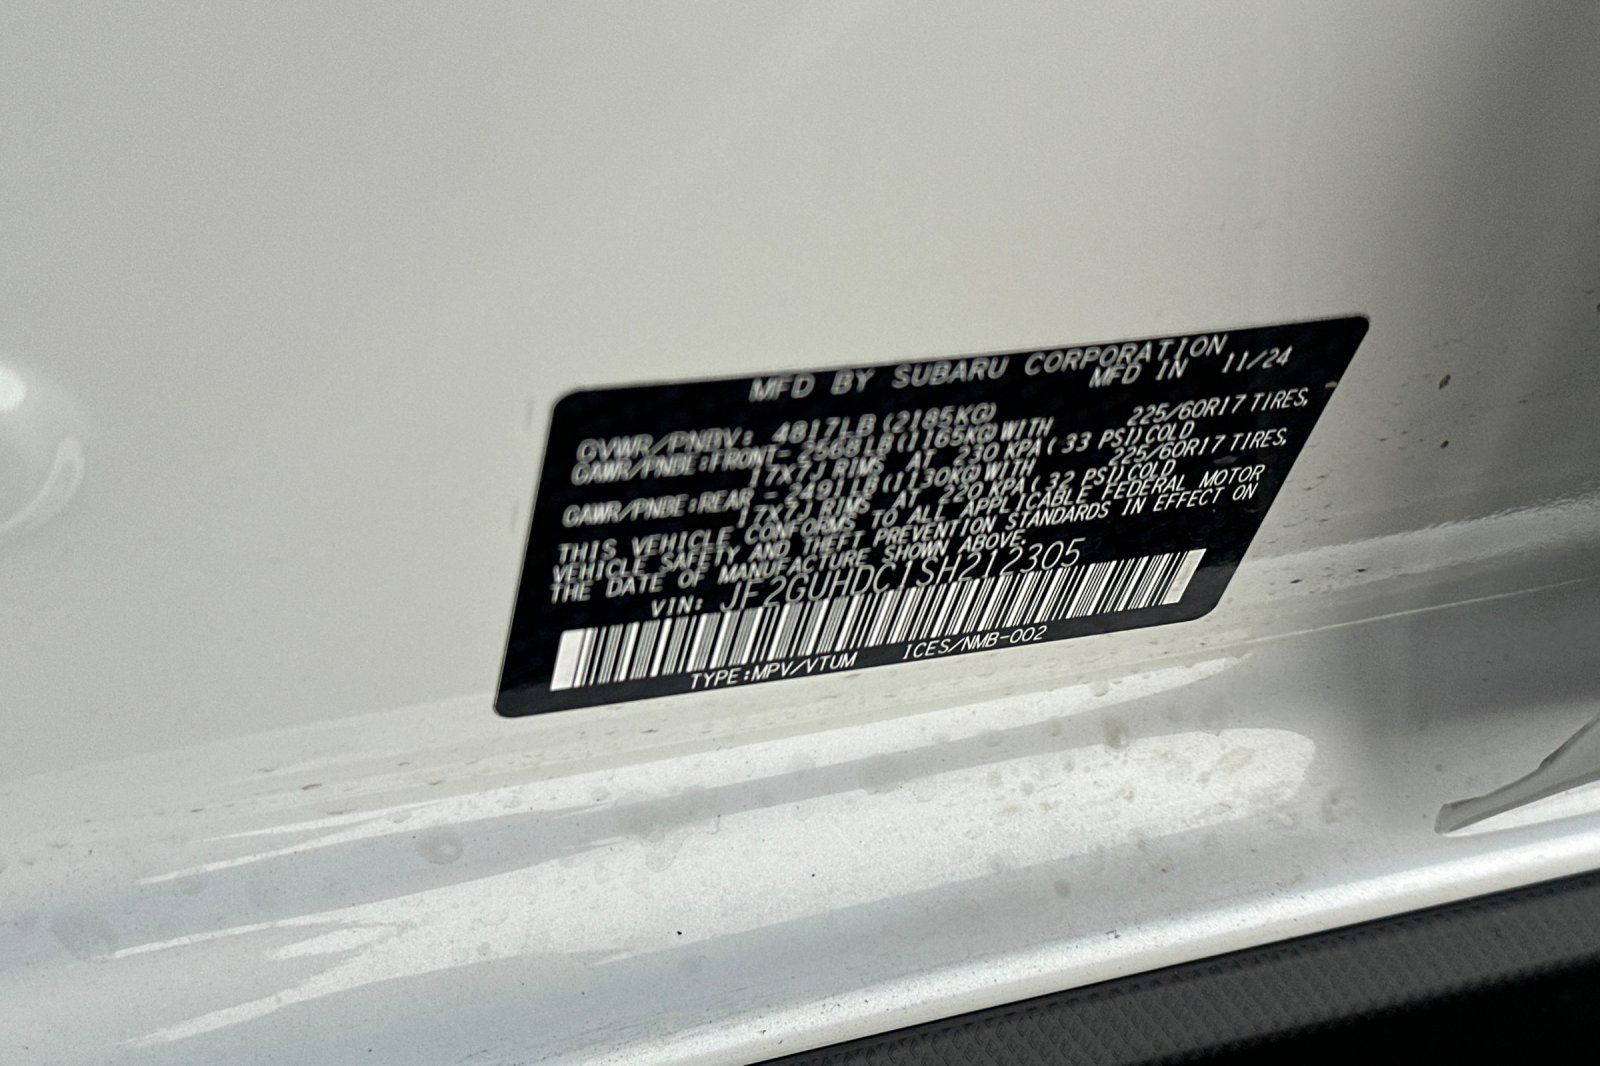 MFD BY SUBARU CORPORATION
MFD IN 11/24
GVWR/PNBV: 4817LB(2185KG)
GAWR/PNBE:FRONT-2568LB(1165KG)WITH 225/60R17 TIRES,
17X7J RIMS AT 230 KPA(33 PSI)COLD
GAWR/PNBE:REAR -2491LB(1130KG)WITH 225/60R17 TIRES,
17X7J RIMS AT 220 KPA(32 PSI)COLD
THIS VEHICLE CONFORMS TO ALL APPLICABLE FEDERAL MOTOR
VEHICLE SAFETY AND THEFT PREVENTION STANDARDS IN EFFECT ON
THE DATE OF MANUFACTURE SHOWN ABOVE.
VIN: JF2GUHDC1SH212305
TYPE:MPV/VTUM ICES/NMB-002